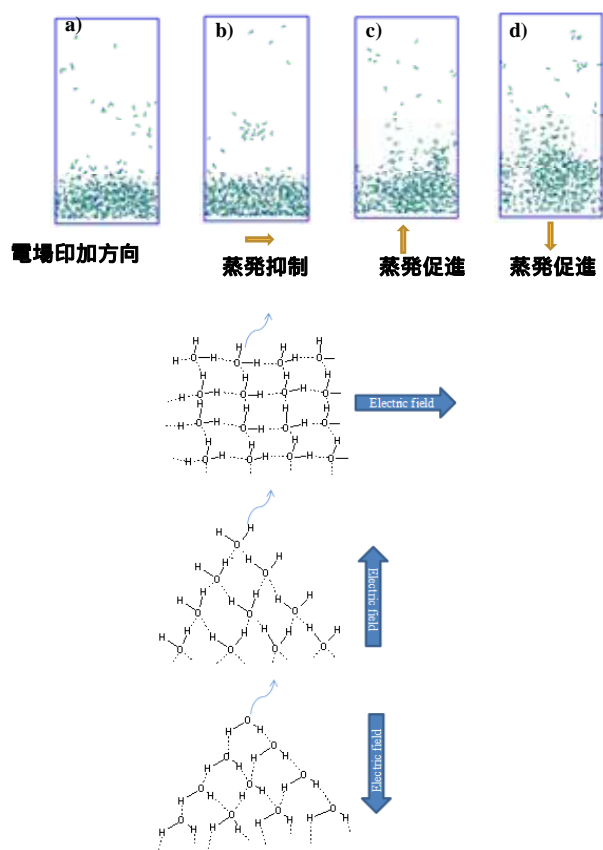 a)
b)
c)
d)
電場印加方向
蒸発抑制
蒸発促進
蒸発促進
H H H H
H O H O H O H O
H H H H
O H O H O H O
H H H H
O H O H O H O
H H H H
O H O H O H O
Electric field
H H
O
H H H H
O O
H H H H H H
O O O
H H H H H H H H
O O O O
Electric field
O
H H
O O
H H H H
O O O
H H H H H H
O O O O
H H H H
Electric field